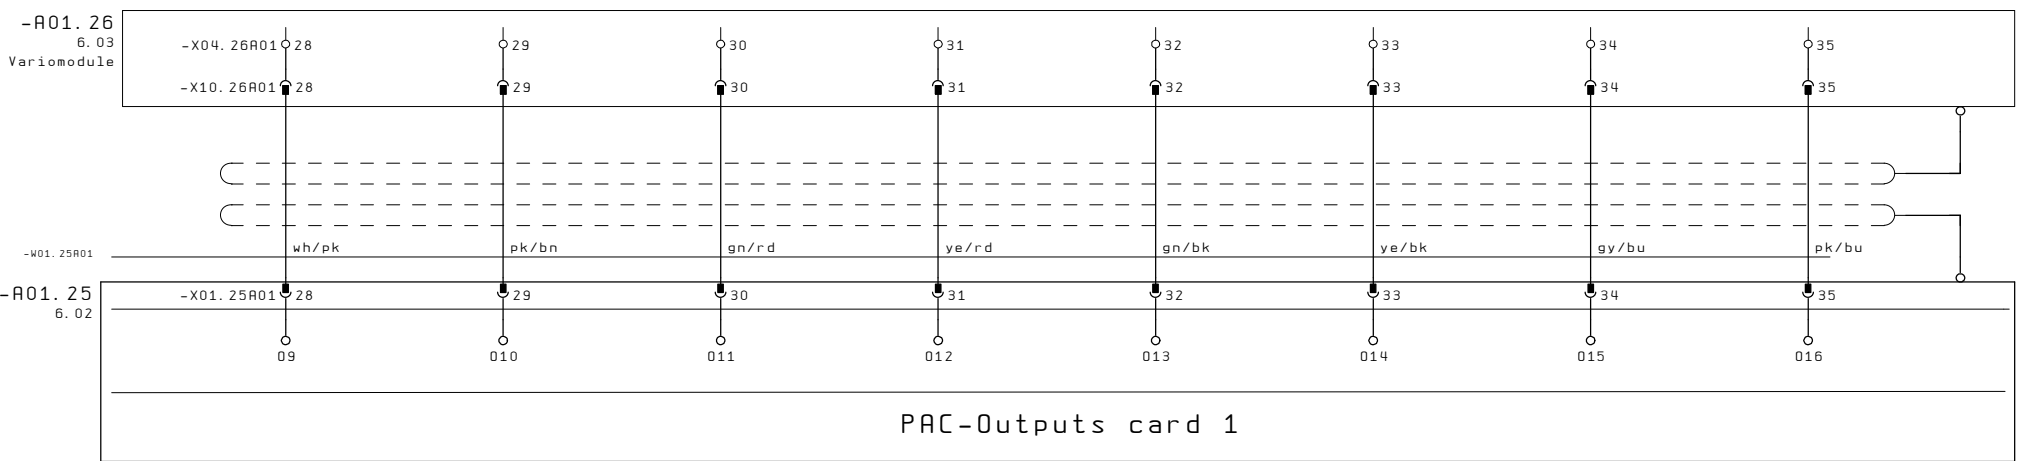 -A01.26
6.03
Variomodule
-X04.26A01 28 29 30 31 32 33 34 35
-X10.26A01 28 29 30 31 32 33 34 35
wh/pk pk/bn gn/rd ye/rd gn/bk ye/bk gy/bu pk/bu
-W01.25A01
-A01.25
6.02
-X01.25A01 28 29 30 31 32 33 34 35
O9 O10 O11 O12 O13 O14 O15 O16
PAC-Outputs card 1